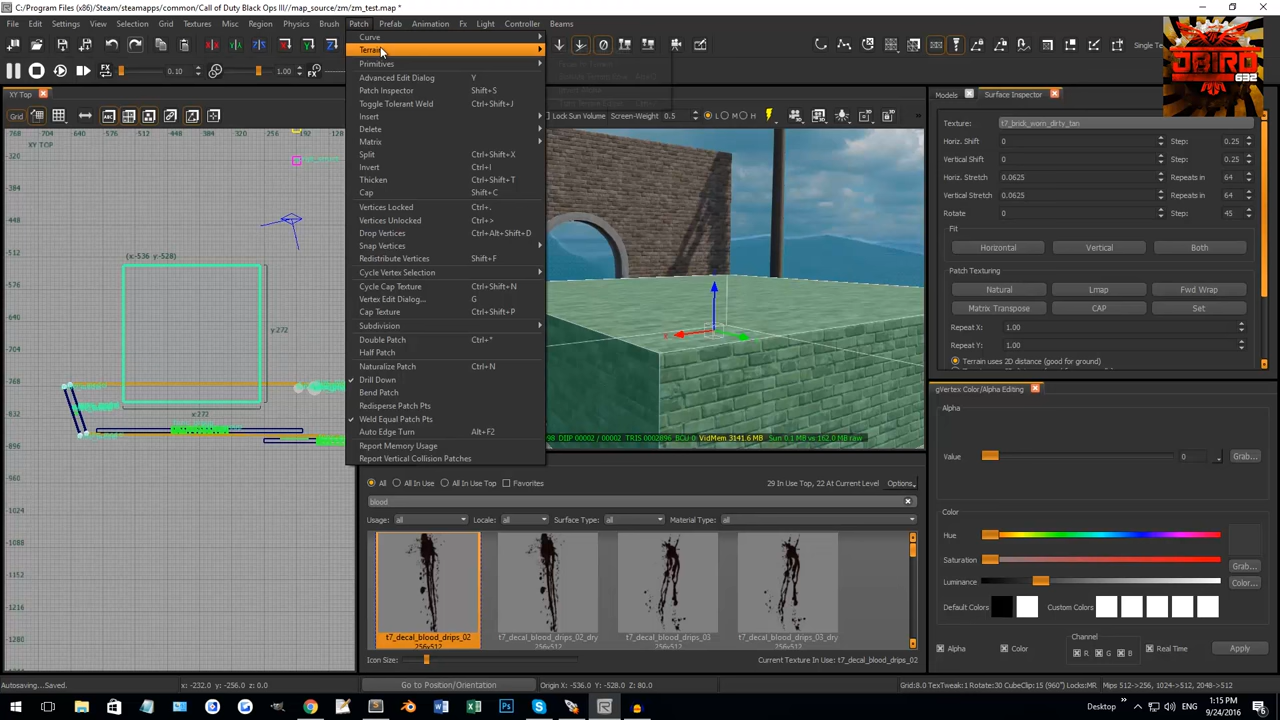 C:/Program Files (x86)/Steam/steamapps/common/Call of Duty Black Ops III//map_source/zm/zm_test.map *
File Edit Settings View Selection Grid Textures Misc Region Physics Brush Patch Prefab Animation Fx Light Controller Beams
0.10 1.00
Single Te
DBIRO
632
XY Top
Grid
768 704 640 576 512 448 384 320 256 192
XY TOP
320
384
448
512
576
640
704
768
832
896
960
1024
1088
1152
1216
1280
(x:-536 y:-528)
y:272
x:272
Curve
Terrain
Primitives
Advanced Edit Dialog Y
Patch Inspector Shift+S
Toggle Tolerant Weld Ctrl+Shift+J
Insert
Delete
Matrix
Split Ctrl+Shift+X
Invert Ctrl+I
Thicken Ctrl+Shift+T
Cap Shift+C
Vertices Locked Ctrl+.
Vertices Unlocked Ctrl+>
Drop Vertices Ctrl+Alt+Shift+D
Snap Vertices
Redistribute Vertices Shift+F
Cycle Vertex Selection
Cycle Cap Texture Ctrl+Shift+N
Vertex Edit Dialog... G
Cap Texture Ctrl+Shift+P
Subdivision
Double Patch Ctrl+*
Half Patch
Naturalize Patch Ctrl+N
Drill Down
Bend Patch
Redisperse Patch Pts
Weld Equal Patch Pts
Auto Edge Turn Alt+F2
Report Memory Usage
Report Vertical Collision Patches
Lock Sun Volume Screen-Weight 0.5 L M H
98 DIIP 00002 / 00002 TRIS 0002896 BCU 0 VidMem 3141.6 MB Sun 0.1 MB vs 162.0 MB raw
All All In Use All In Use Top Favorites 29 In Use Top, 22 At Current Level Options
blood
Usage: all Locale: all Surface Type: all Material Type: all
t7_decal_blood_drips_02
256x512
t7_decal_blood_drips_02_dry
256x512
t7_decal_blood_drips_03
256x512
t7_decal_blood_drips_03_dry
256x512
Icon Size: Current Texture In Use: t7_decal_blood_drips_02
Models Surface Inspector
Texture: t7_brick_worn_dirty_tan
Horiz. Shift 0 Step: 0.25
Vertical Shift 0 Step: 0.25
Horiz. Stretch 0.0625 Repeats in 64
Vertical Stretch 0.0625 Repeats in 64
Rotate 0 Step: 45
Fit
Horizontal Vertical Both
Patch Texturing
Natural Lmap Fwd Wrap
Matrix Transpose CAP Set
Repeat X: 1.00
Repeat Y: 1.00
Terrain uses 2D distance (good for ground)
gVertex Color/Alpha Editing
Alpha
Value 0 Grab...
Color
Hue
Saturation Grab...
Luminance Color...
Default Colors Custom Colors
Channel
Alpha Color R G B Real Time Apply
Autosaving...Saved. x: -232.0 y: -256.0 z: 0.0 Go to Position/Orientation Origin X: -536.0 Y: -528.0 Z: 80.0 Grid:8.0 TexTweak:1 Rotate:30 CubeClip:15 (960") Locks:MR Mips 512->256, 1024->512, 2048->512
Desktop 1:15 PM
9/24/2016